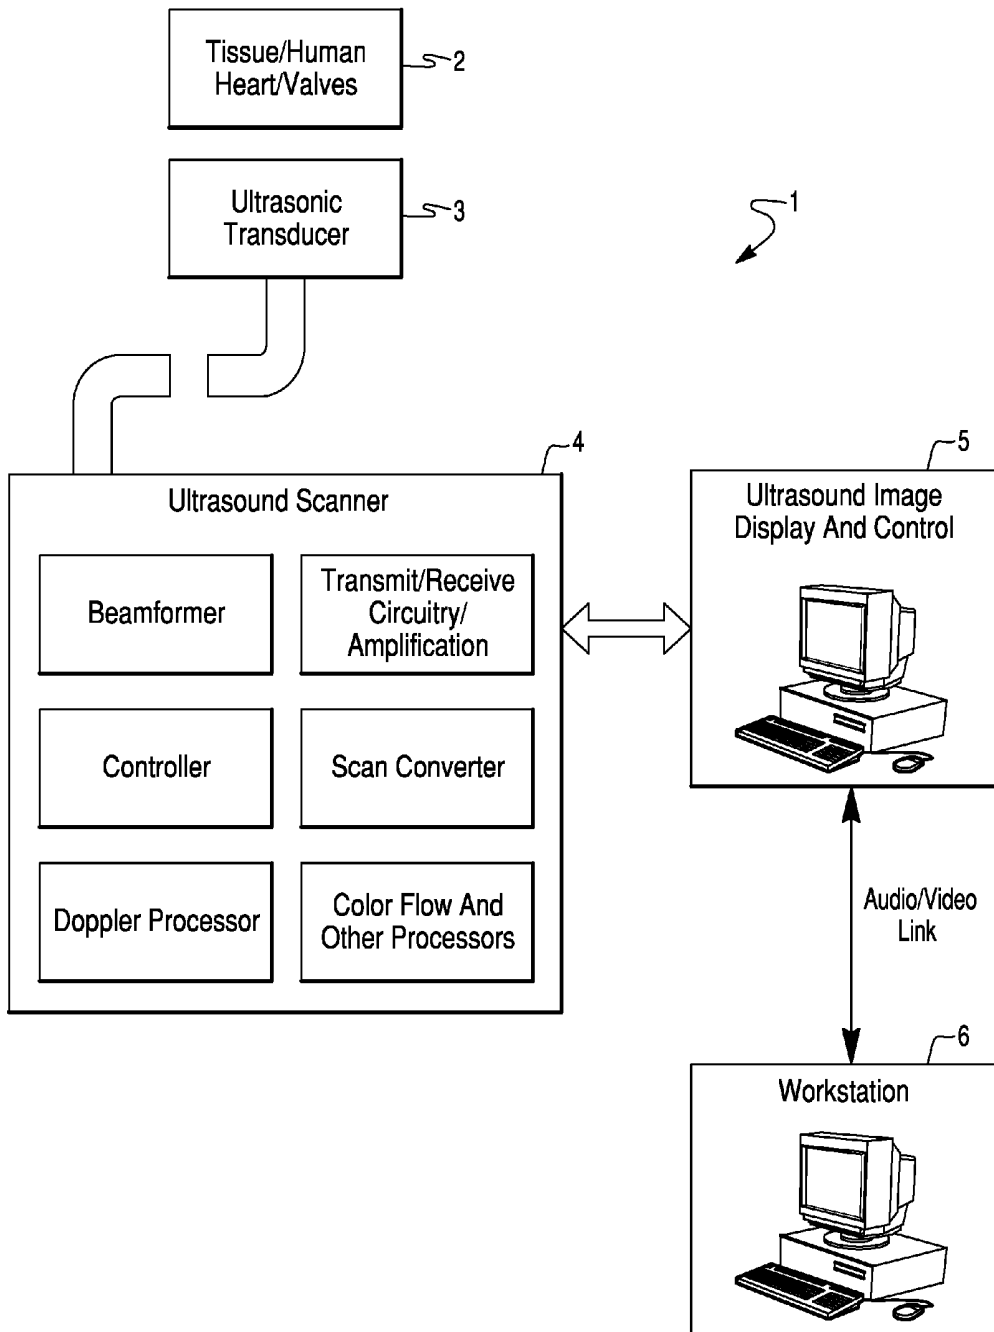 Tissue/Human
Heart/Valves
2
Ultrasonic
Transducer
3
1
4
Ultrasound Scanner
Beamformer
Transmit/Receive
Circuitry/
Amplification
Controller
Scan Converter
Doppler Processor
Color Flow And
Other Processors
5
Ultrasound Image
Display And Control
Audio/Video
Link
6
Workstation